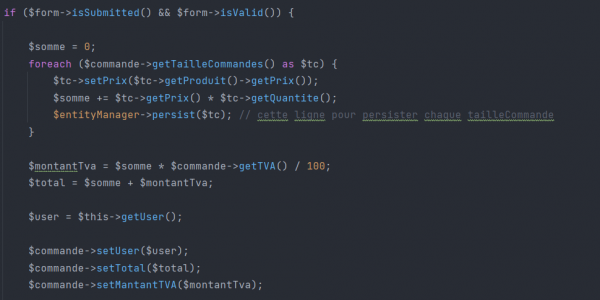 if ($form->isSubmitted() && $form->isValid()) {
$somme = 0;
foreach ($commande->getTailleCommandes() as $tc) {
$tc->setPrix($tc->getProduit()->getPrix());
$somme += $tc->getPrix() * $tc->getQuantite();
$entityManager->persist($tc); // cette ligne pour persister chaque tailleCommande
}
$montantTva = $somme * $commande->getTVA() / 100;
$total = $somme + $montantTva;
$user = $this->getUser();
$commande->setUser($user);
$commande->setTotal($total);
$commande->setMantantTVA($montantTva);